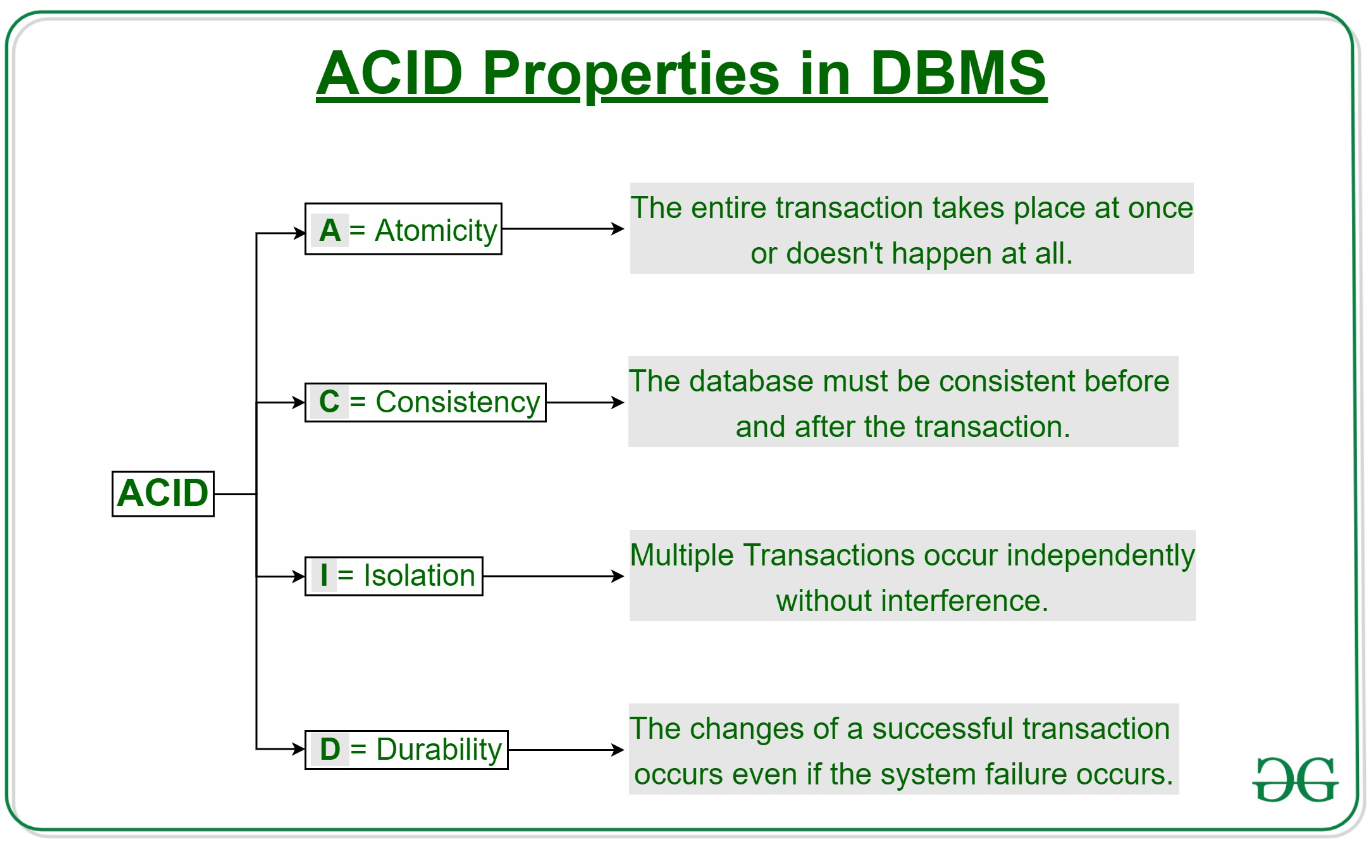 ACID Properties in DBMS
A = Atomicity
The entire transaction takes place at once
or doesn't happen at all.
C = Consistency
The database must be consistent before
and after the transaction.
ACID
I = Isolation
Multiple Transactions occur independently
without interference.
D = Durability
The changes of a successful transaction
occurs even if the system failure occurs.